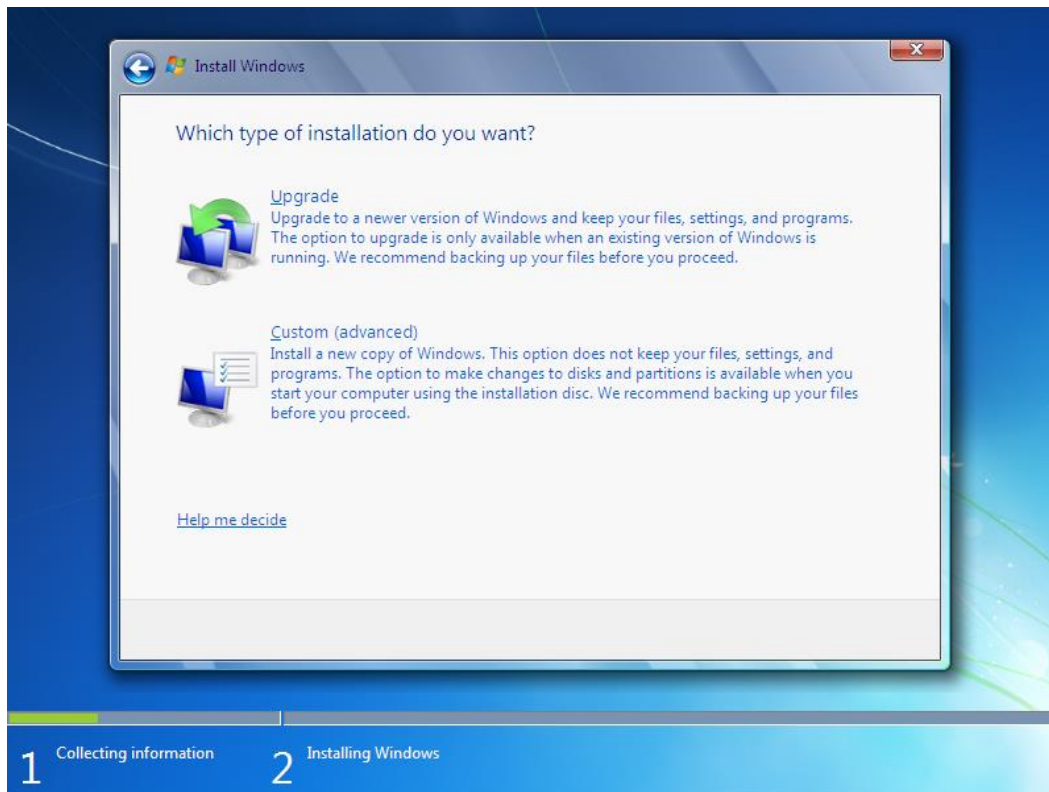 Install Windows
Which type of installation do you want?
Upgrade
Upgrade to a newer version of Windows and keep your files, settings, and programs.
The option to upgrade is only available when an existing version of Windows is
running. We recommend backing up your files before you proceed.
Custom (advanced)
Install a new copy of Windows. This option does not keep your files, settings, and
programs. The option to make changes to disks and partitions is available when you
start your computer using the installation disc. We recommend backing up your files
before you proceed.
Help me decide
1 Collecting information 2 Installing Windows